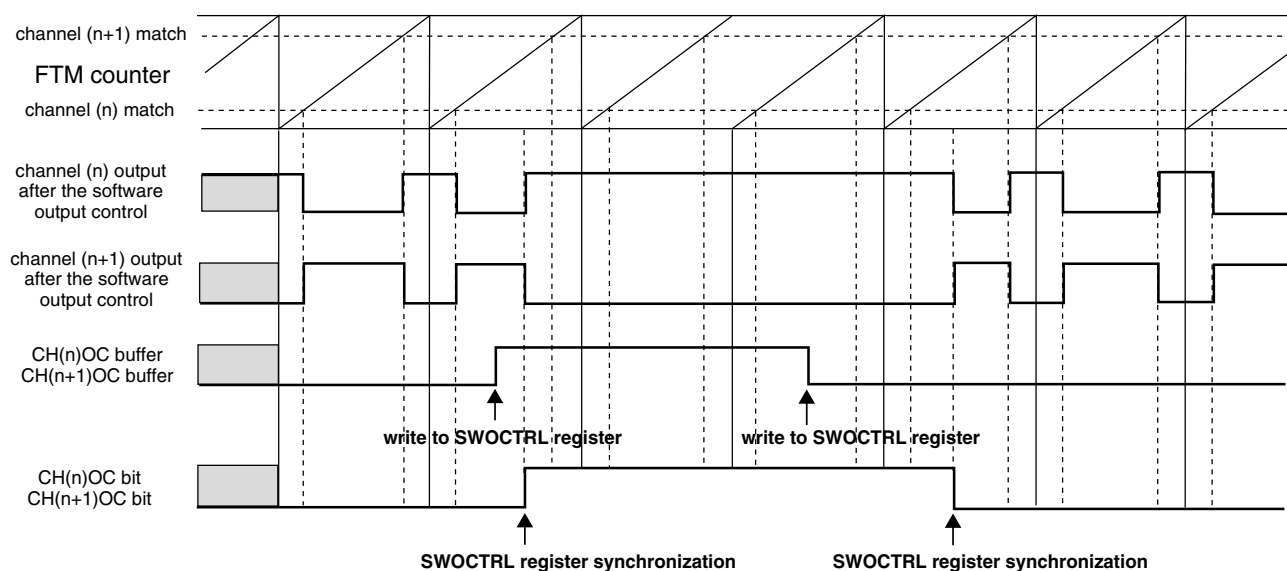 channel (n+1) match
FTM counter
channel (n) match
channel (n) output
after the software
output control
channel (n+1) output
after the software
output control
CH(n)OC buffer
CH(n+1)OC buffer
write to SWOCTRL register
write to SWOCTRL register
CH(n)OC bit
CH(n+1)OC bit
SWOCTRL register synchronization
SWOCTRL register synchronization